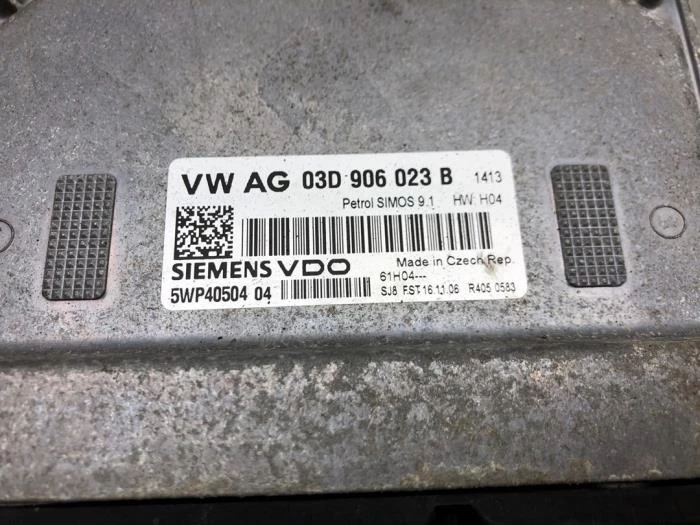 VW AG 03D 906 023 B 1413
Petrol SIMOS 9.1 HW: H04
SIEMENS VDO Made in Czech Rep.
61H04---
5WP40504 04 SJ8 FST 16.11.06 R405 0583